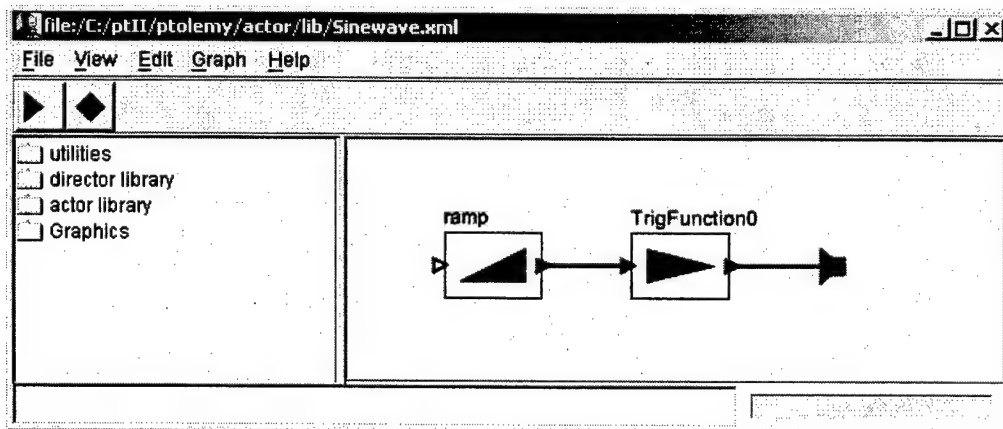 file:/C:/ptII/ptolemy/actor/lib/Sinewave.xml
File View Edit Graph Help
utilities
director library
actor library
Graphics
ramp
TrigFunction0